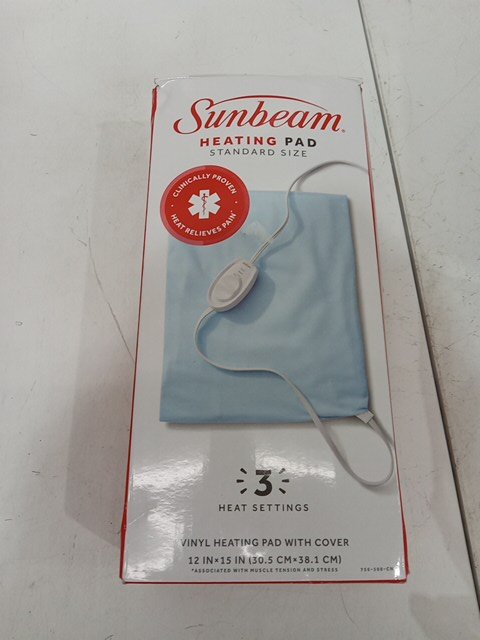 Sunbeam®
HEATING PAD
STANDARD SIZE
CLINICALLY PROVEN
HEAT RELIEVES PAIN*
3
HEAT SETTINGS
VINYL HEATING PAD WITH COVER
12 IN×15 IN (30.5 CM×38.1 CM)
*ASSOCIATED WITH MUSCLE TENSION AND STRESS